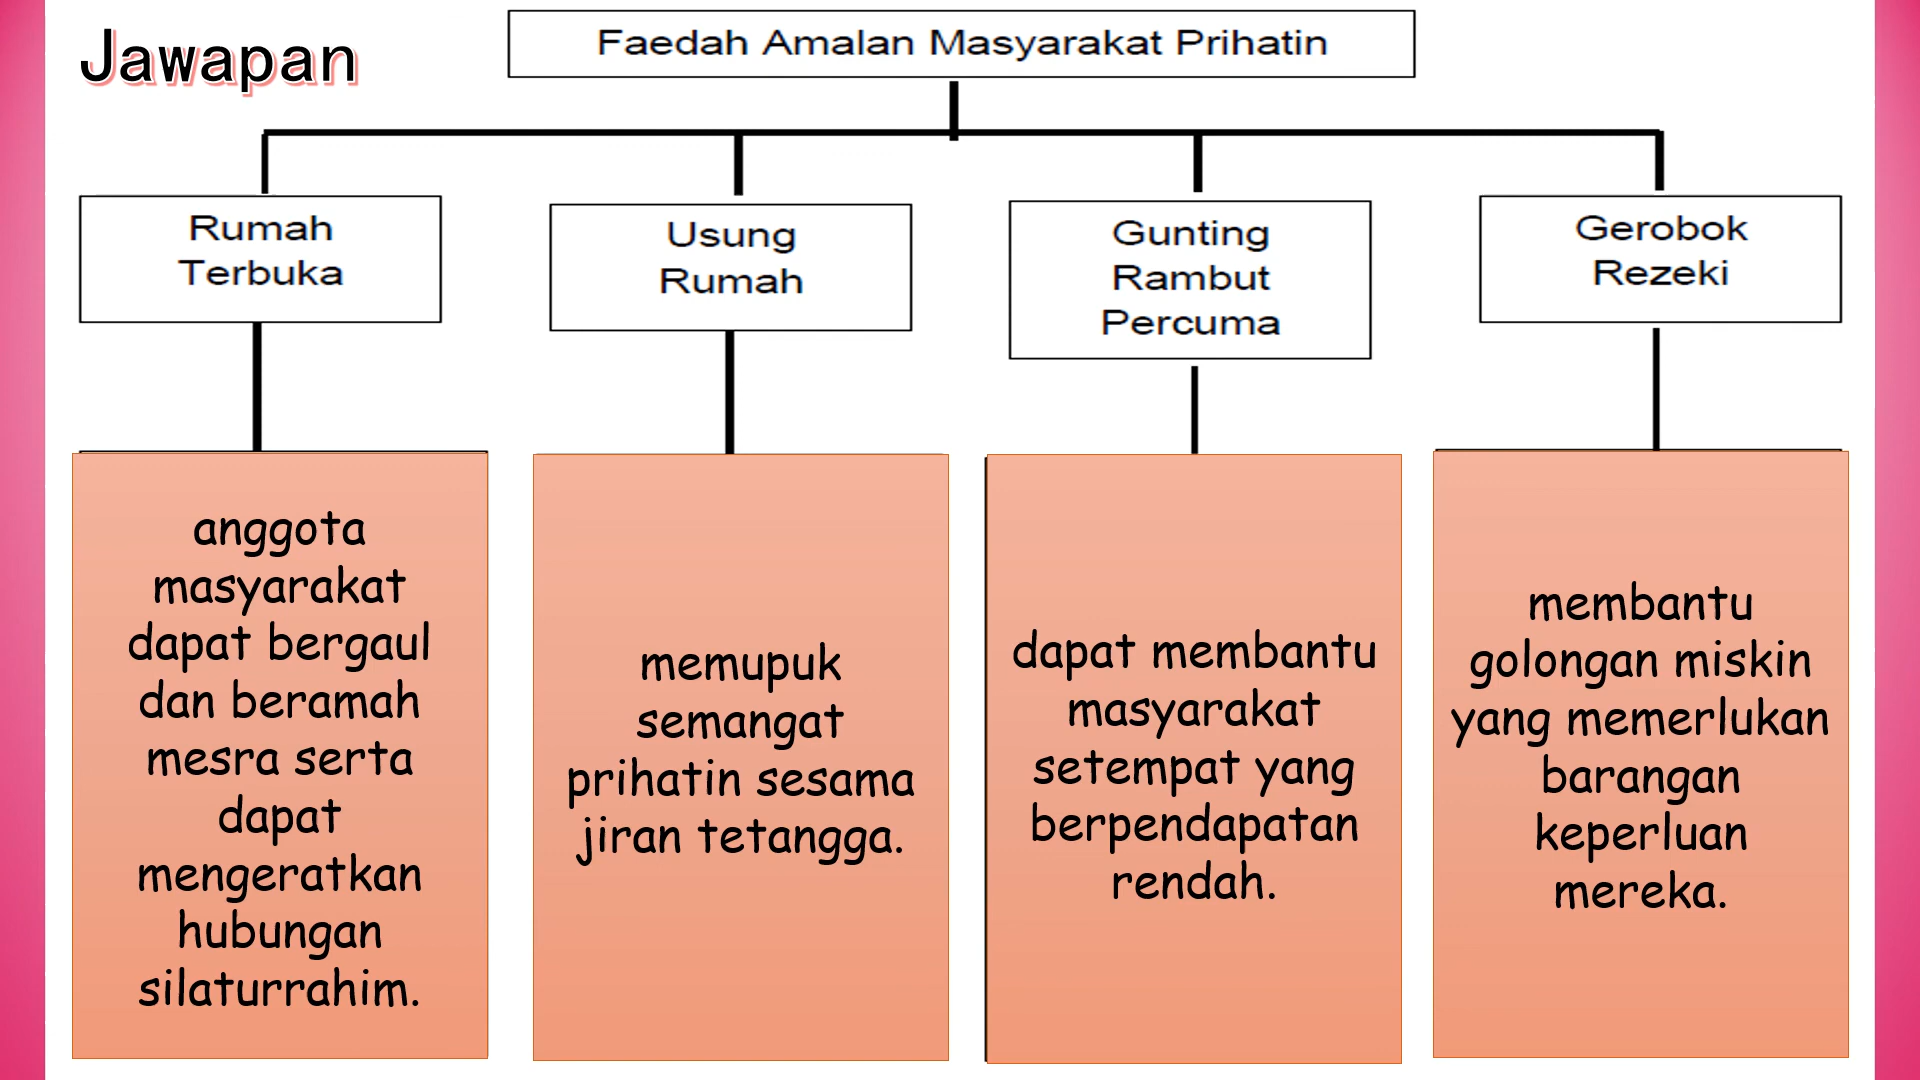 Jawapan
Faedah Amalan Masyarakat Prihatin
Rumah
Terbuka
Usung
Rumah
Gunting
Rambut
Percuma
Gerobok
Rezeki
anggota
masyarakat
dapat bergaul
dan beramah
mesra serta
dapat
mengeratkan
hubungan
silaturrahim.
memupuk
semangat
prihatin sesama
jiran tetangga.
dapat membantu
masyarakat
setempat yang
berpendapatan
rendah.
membantu
golongan miskin
yang memerlukan
barangan
keperluan
mereka.